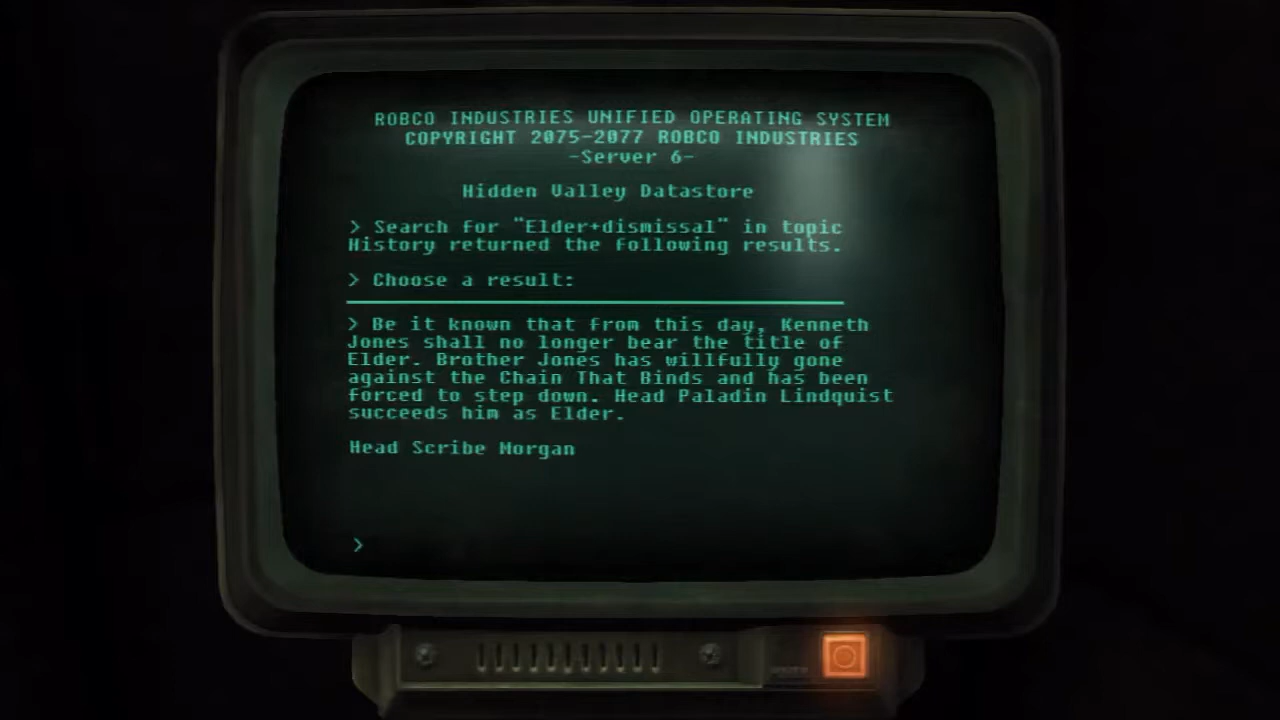 ROBCO INDUSTRIES UNIFIED OPERATING SYSTEM
COPYRIGHT 2075-2077 ROBCO INDUSTRIES
-Server 6-
Hidden Valley Datastore
> Search for "Elder+dismissal" in topic
History returned the following results.
> Choose a result:
> Be it known that from this day, Kenneth
Jones shall no longer bear the title of
Elder. Brother Jones has willfully gone
against the Chain That Binds and has been
forced to step down. Head Paladin Lindquist
succeeds him as Elder.
Head Scribe Morgan
>